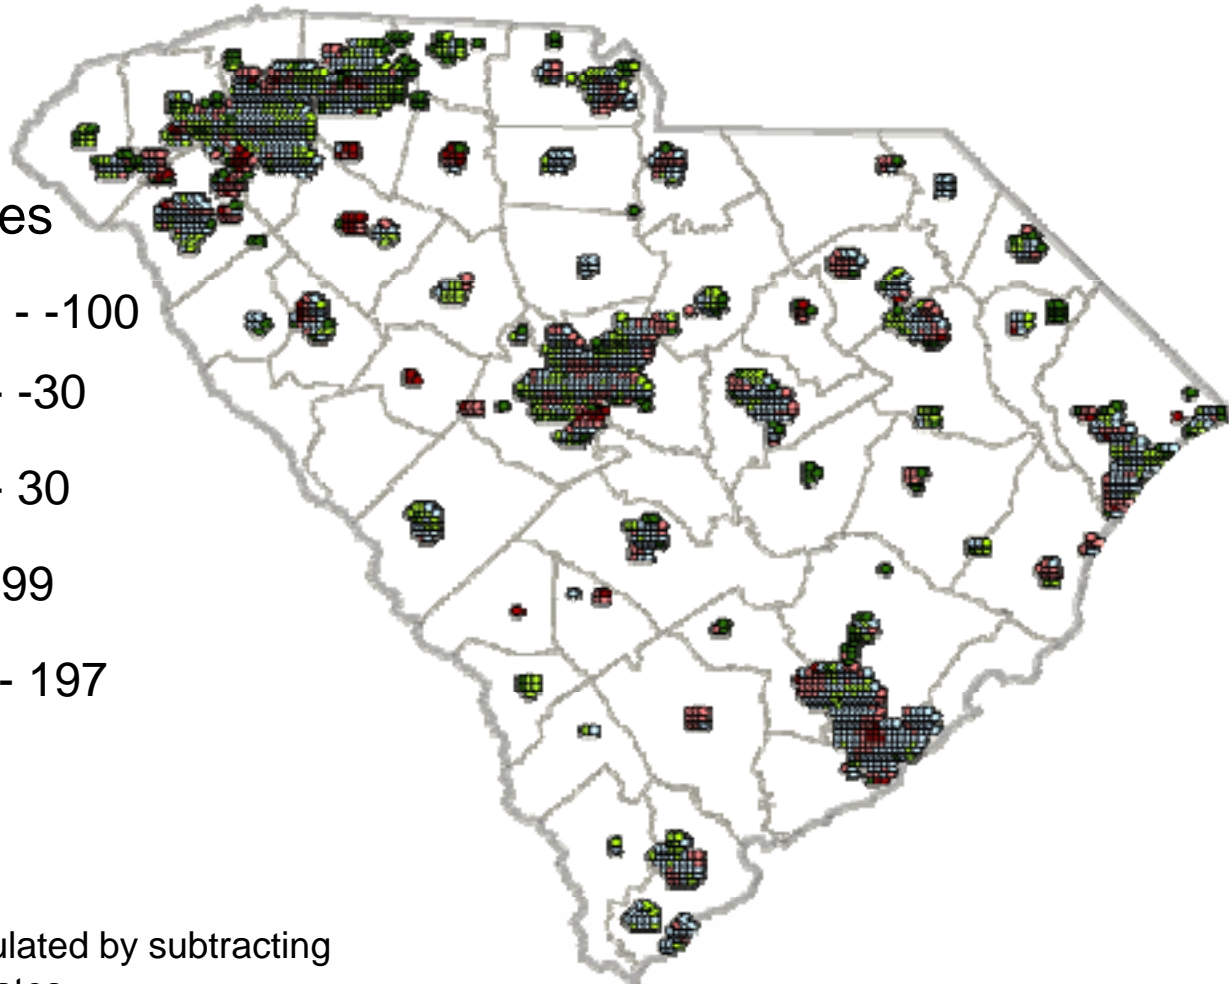 es
- -100
- -30
- 30
99
- 197
ulated by subtracting